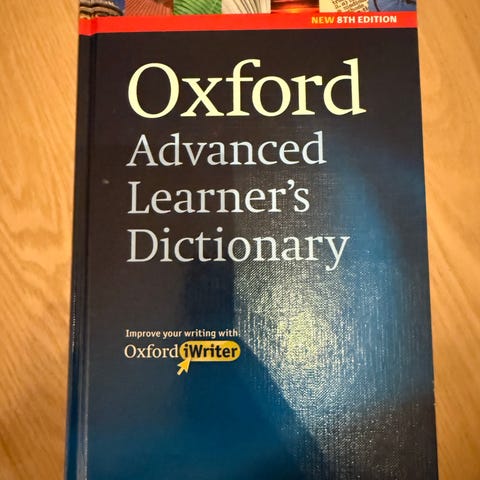 NEW 8TH EDITION
Oxford
Advanced
Learner's
Dictionary
Improve your writing with
Oxford iWriter